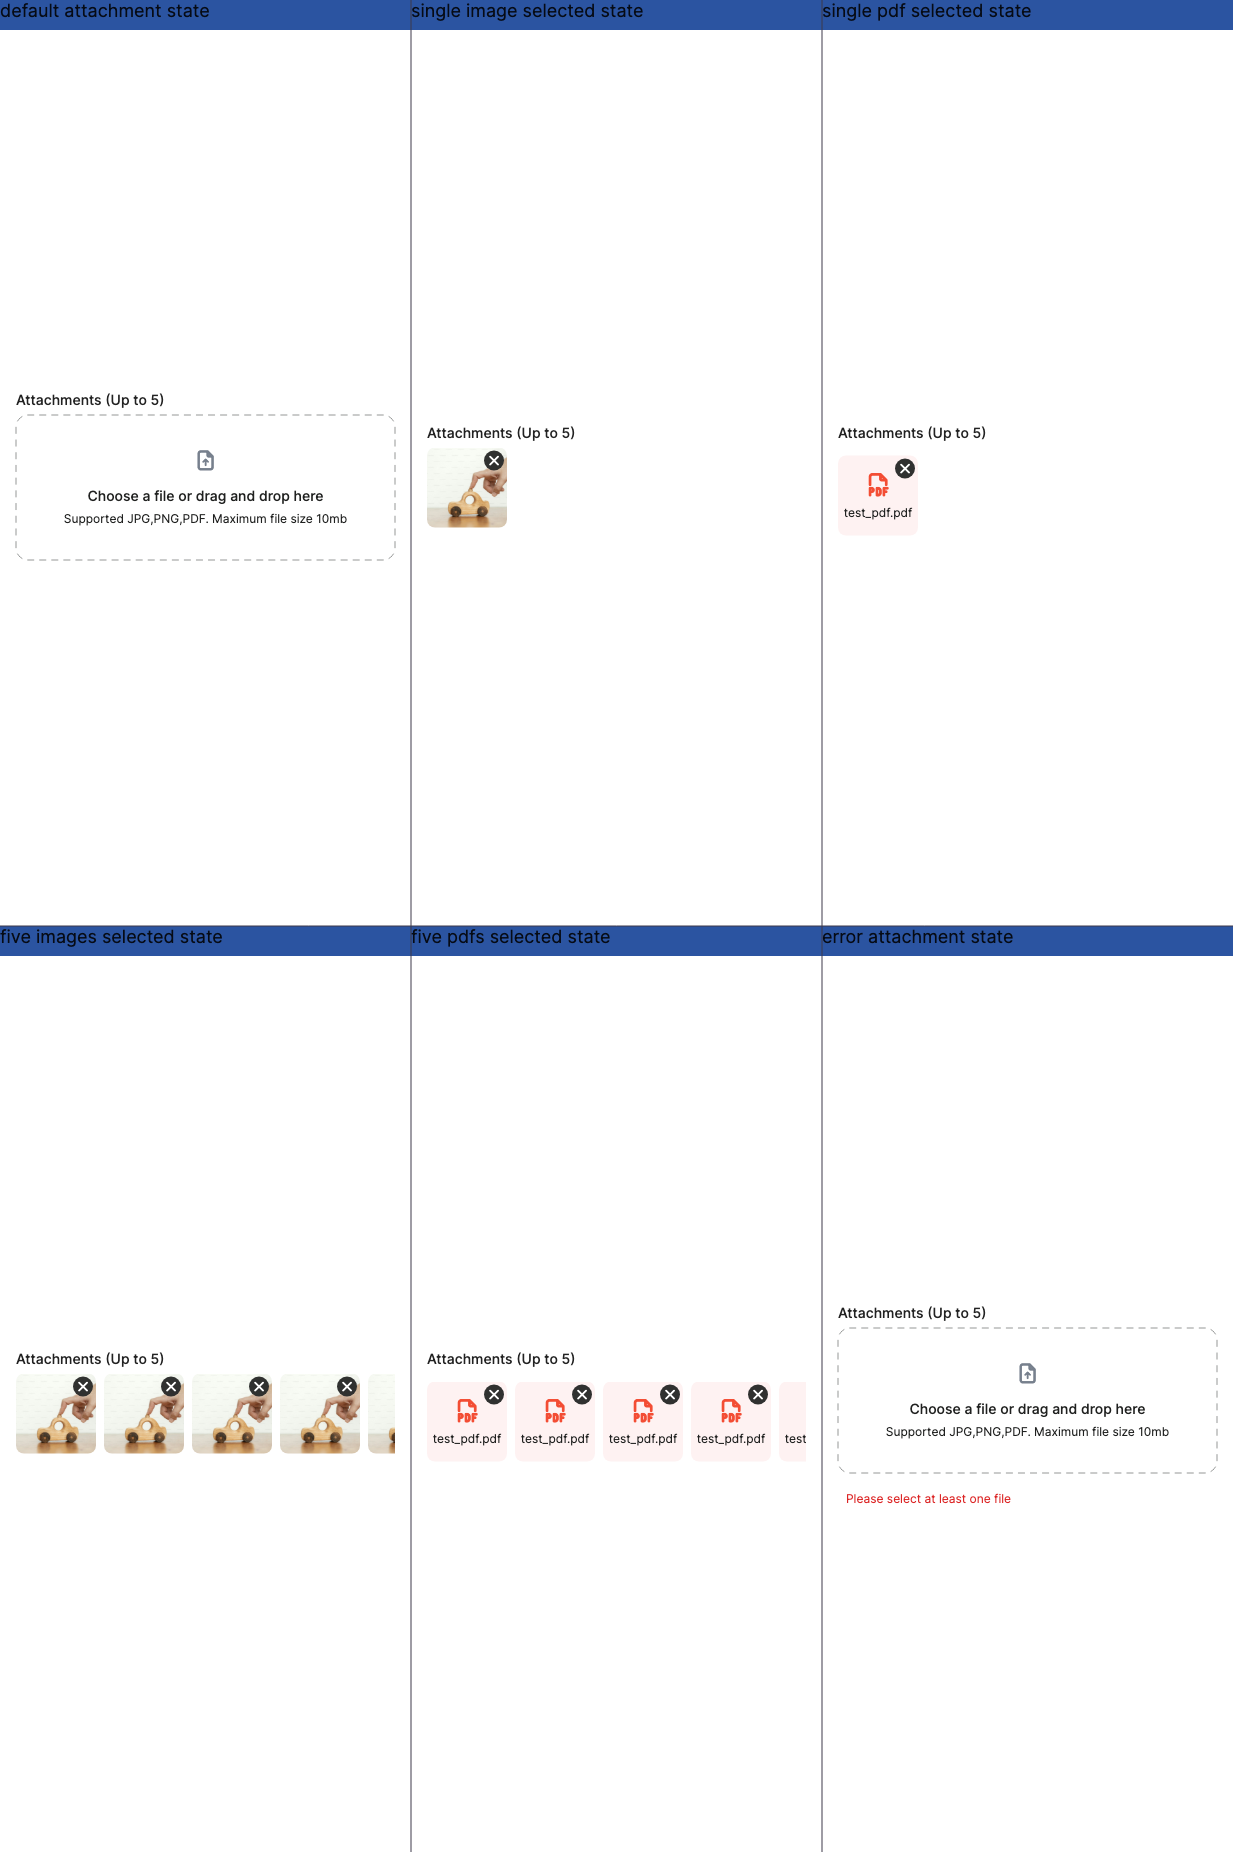 default attachment state
single image selected state
single pdf selected state
Attachments (Up to 5)
Choose a file or drag and drop here
Supported JPG,PNG,PDF. Maximum file size 10mb
Attachments (Up to 5)
Attachments (Up to 5)
PDF
test_pdf.pdf
five images selected state
five pdfs selected state
error attachment state
Attachments (Up to 5)
Attachments (Up to 5)
PDF PDF PDF PDF
test_pdf.pdf test_pdf.pdf test_pdf.pdf test_pdf.pdf test
Attachments (Up to 5)
Choose a file or drag and drop here
Supported JPG,PNG,PDF. Maximum file size 10mb
Please select at least one file